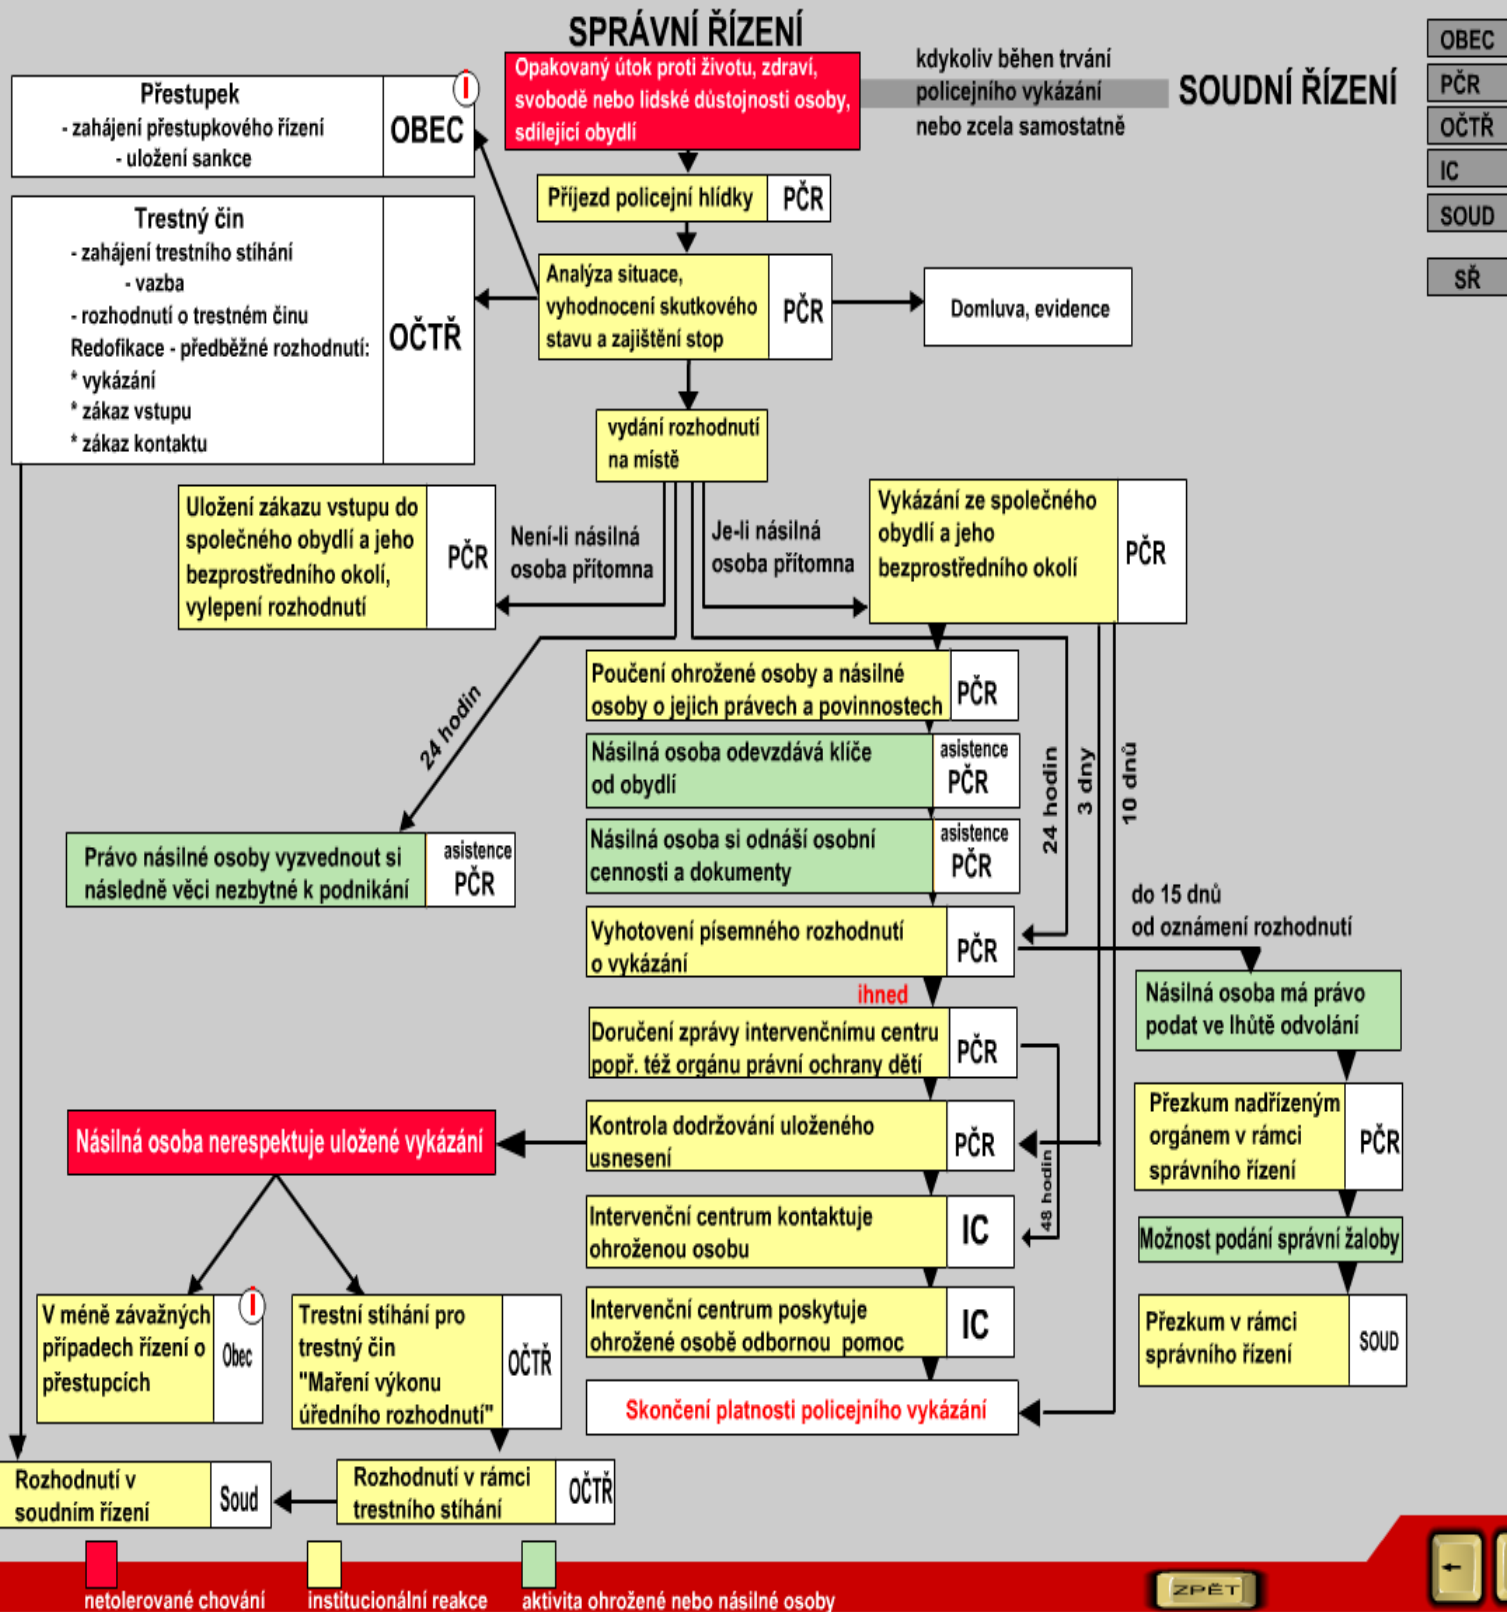 SPRÁVNÍ ŘÍZENÍ
Opakovaný útok proti životu, zdraví,
svobodě nebo lidské důstojnosti osoby,
sdílející obydlí
kdykoliv během trvání
policejního vykázání
nebo zcela samostatně
SOUDNÍ ŘÍZENÍ
OBEC
PČR
OČTŘ
IC
SOUD
SŘ
Přestupek
- zahájení přestupkového řízení
- uložení sankce
OBEC
I
Trestný čin
- zahájení trestního stíhání
- vazba
- rozhodnutí o trestném činu
Redofikace - předběžné rozhodnutí:
* vykázání
* zákaz vstupu
* zákaz kontaktu
OČTŘ
Příjezd policejní hlídky
PČR
Analýza situace,
vyhodnocení skutkového
stavu a zajištění stop
PČR
Domluva, evidence
vydání rozhodnutí
na místě
Uložení zákazu vstupu do
společného obydlí a jeho
bezprostředního okolí,
vylepení rozhodnutí
PČR
Není-li násilná
osoba přítomna
Je-li násilná
osoba přítomna
Vykázání ze společného
obydlí a jeho
bezprostředního okolí
PČR
24 hodin
Poučení ohrožené osoby a násilné
osoby o jejich právech a povinnostech
PČR
Násilná osoba odevzdává klíče
od obydlí
asistence
PČR
24 hodin
3 dny
10 dnů
Právo násilné osoby vyzvednout si
následně věci nezbytné k podnikání
asistence
PČR
Násilná osoba si odnáší osobní
cennosti a dokumenty
asistence
PČR
Vyhotovení písemného rozhodnutí
o vykázání
PČR
do 15 dnů
od oznámení rozhodnutí
ihned
Násilná osoba má právo
podat ve lhůtě odvolání
Doručení zprávy intervenčnímu centru
popř. též orgánu právní ochrany dětí
PČR
Přezkum nadřízeným
orgánem v rámci
správního řízení
PČR
Násilná osoba nerespektuje uložené vykázání
Kontrola dodržování uloženého
usnesení
PČR
48 hodin
Intervenční centrum kontaktuje
ohroženou osobu
IC
Možnost podání správní žaloby
V méně závažných
případech řízení o
přestupcích
Obec
I
Trestní stíhání pro
trestný čin
"Maření výkonu
úředního rozhodnutí"
OČTŘ
Intervenční centrum poskytuje
ohrožené osobě odbornou pomoc
IC
Přezkum v rámci
správního řízení
SOUD
Skončení platnosti policejního vykázání
Rozhodnutí v
soudním řízení
Soud
Rozhodnutí v rámci
trestního stíhání
OČTŘ
netolerované chování
institucionální reakce
aktivita ohrožené nebo násilné osoby
ZPĚT